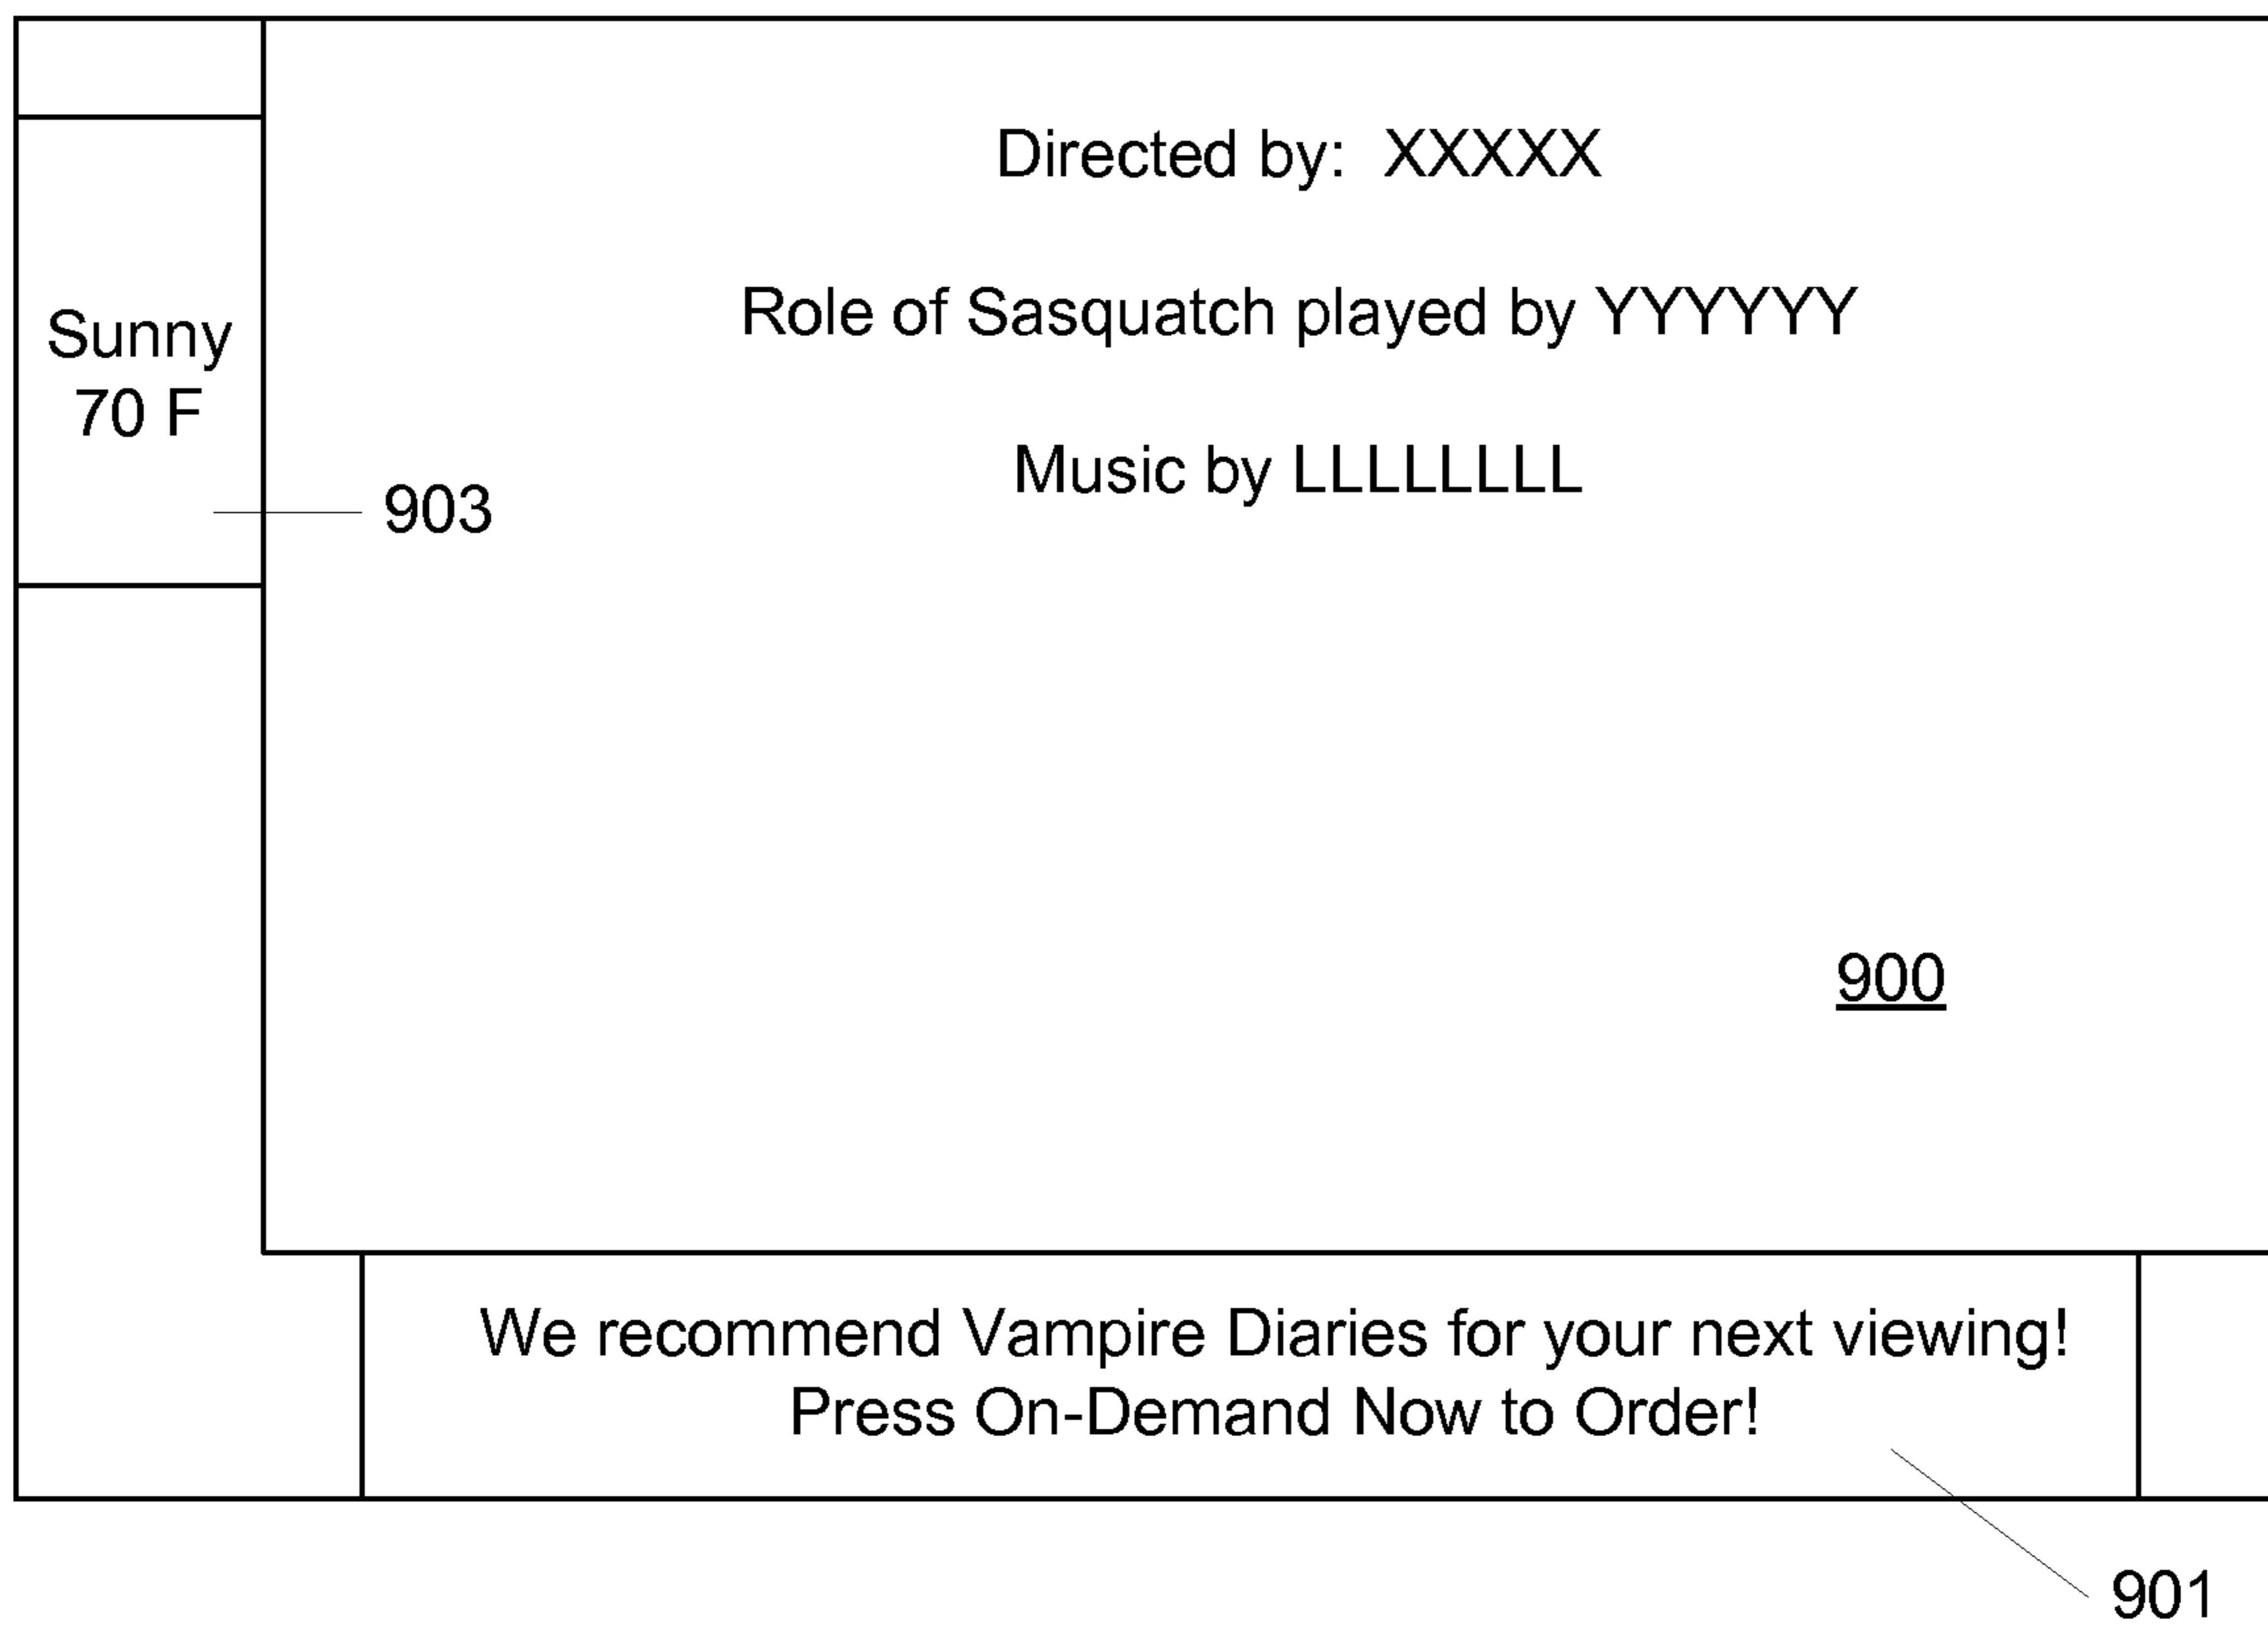 Directed by:  XXXXX
Role of Sasquatch played by YYYYYY
Music by LLLLLLLL
Sunny
70 F
903
900
We recommend Vampire Diaries for your next viewing!
Press On-Demand Now to Order!
901